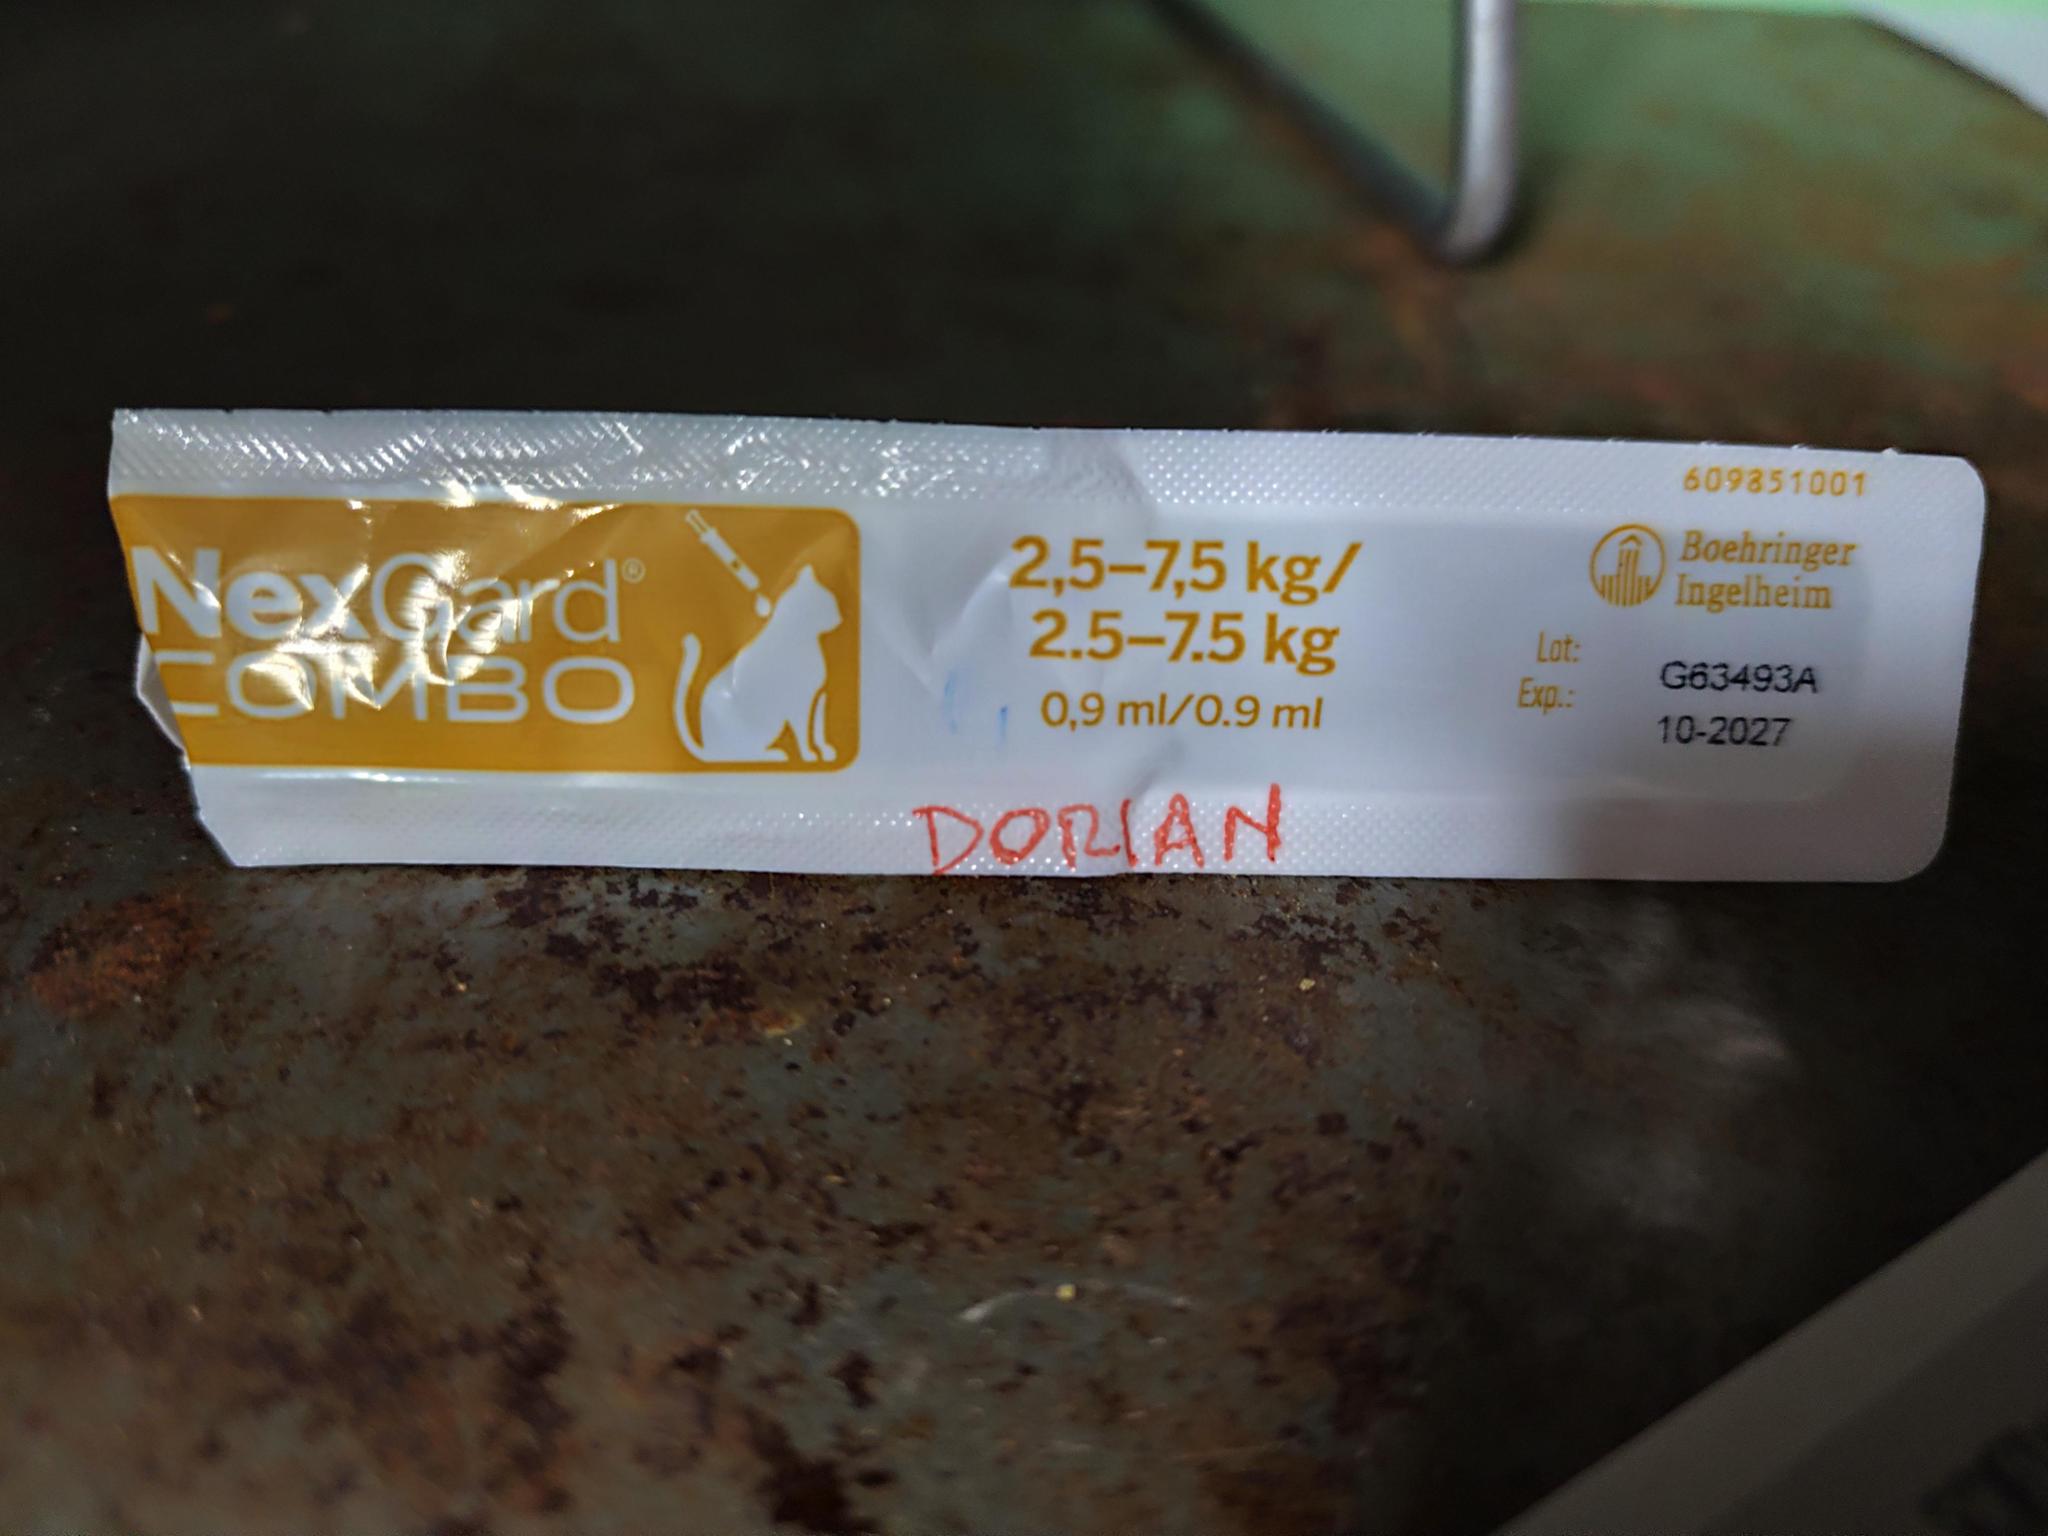 609851001
NexGard®
COMBO
2,5–7,5 kg/
2.5–7.5 kg
0,9 ml/0.9 ml
Boehringer
Ingelheim
Lot: G63493A
Exp.: 10-2027
DORIAN